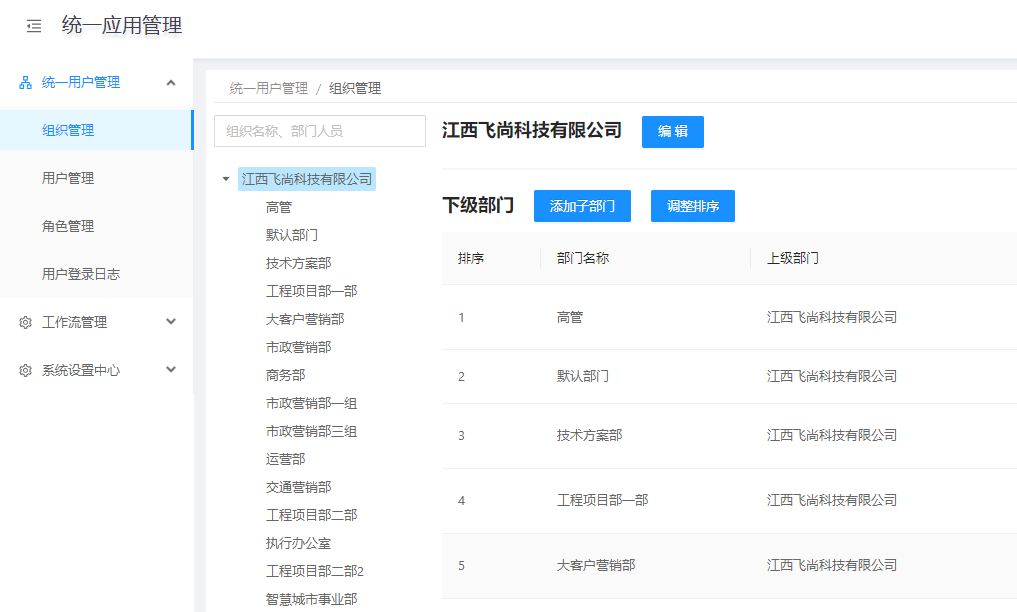 统一应用管理
统一用户管理
组织管理
用户管理
角色管理
用户登录日志
工作流管理
系统设置中心
统一用户管理 / 组织管理
组织名称、部门人员
江西飞尚科技有限公司
高管
默认部门
技术方案部
工程项目部一部
大客户营销部
市政营销部
商务部
市政营销部一组
市政营销部三组
运营部
交通营销部
工程项目部二部
执行办公室
工程项目部二部2
智慧城市事业部
江西飞尚科技有限公司 编 辑
下级部门 添加子部门 调整排序
排序 部门名称 上级部门
1 高管 江西飞尚科技有限公司
2 默认部门 江西飞尚科技有限公司
3 技术方案部 江西飞尚科技有限公司
4 工程项目部一部 江西飞尚科技有限公司
5 大客户营销部 江西飞尚科技有限公司